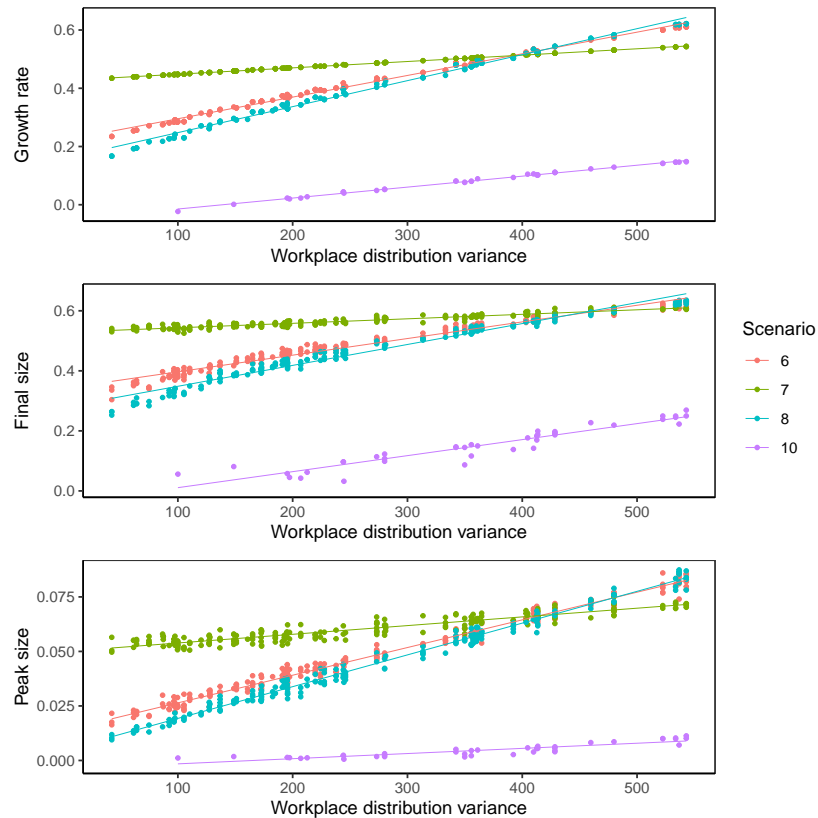 Growth rate
0.6
0.4
0.2
0.0
100 200 300 400 500
Workplace distribution variance
Final size
0.6
0.4
0.2
0.0
100 200 300 400 500
Workplace distribution variance
Scenario
6
7
8
10
Peak size
0.075
0.050
0.025
0.000
100 200 300 400 500
Workplace distribution variance